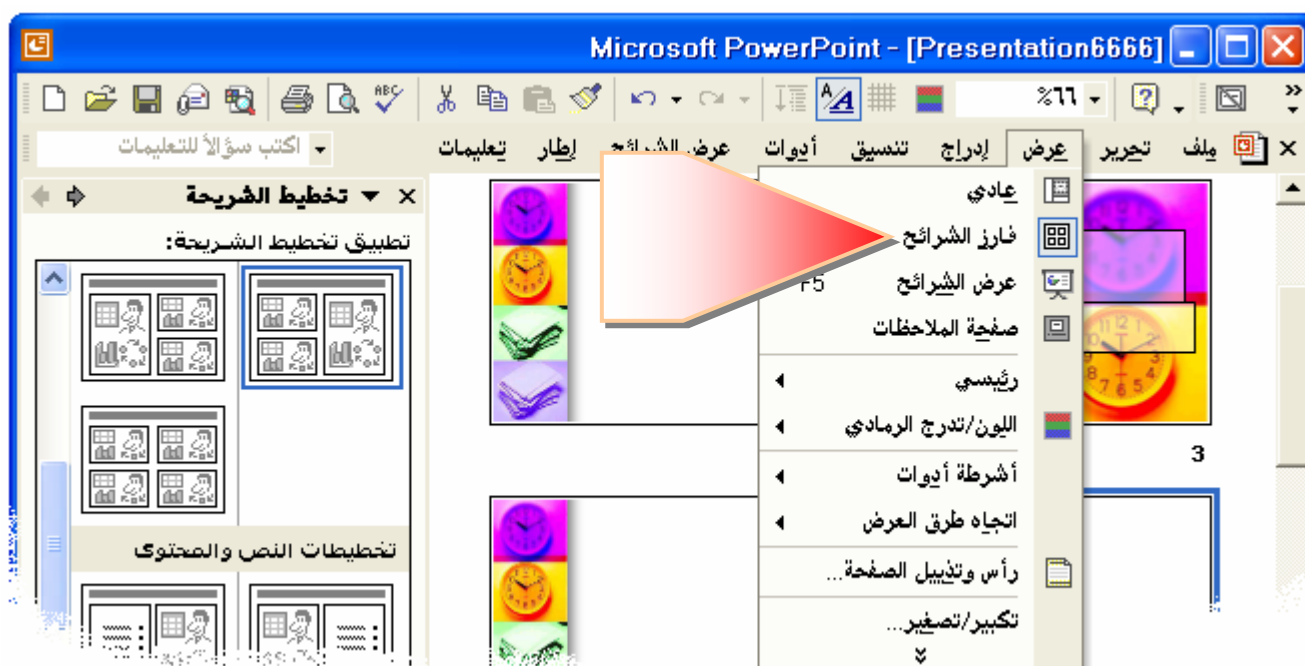 Microsoft PowerPoint - [Presentation6666]
ABC
٪٦٦
ملف تحرير عرض إدراج تنسيق أدوات عرض الشرائح إطار تعليمات
اكتب سؤالاً للتعليمات
تخطيط الشريحة
تطبيق تخطيط الشريحة:
تخطيطات النص والمحتوى
عادي
فارز الشرائح
عرض الشرائح F5
صفحة الملاحظات
رئيسي
اللون/تدرج الرمادي
أشرطة أدوات
اتجاه طرق العرض
رأس وتذييل الصفحة...
تكبير/تصغير...
3